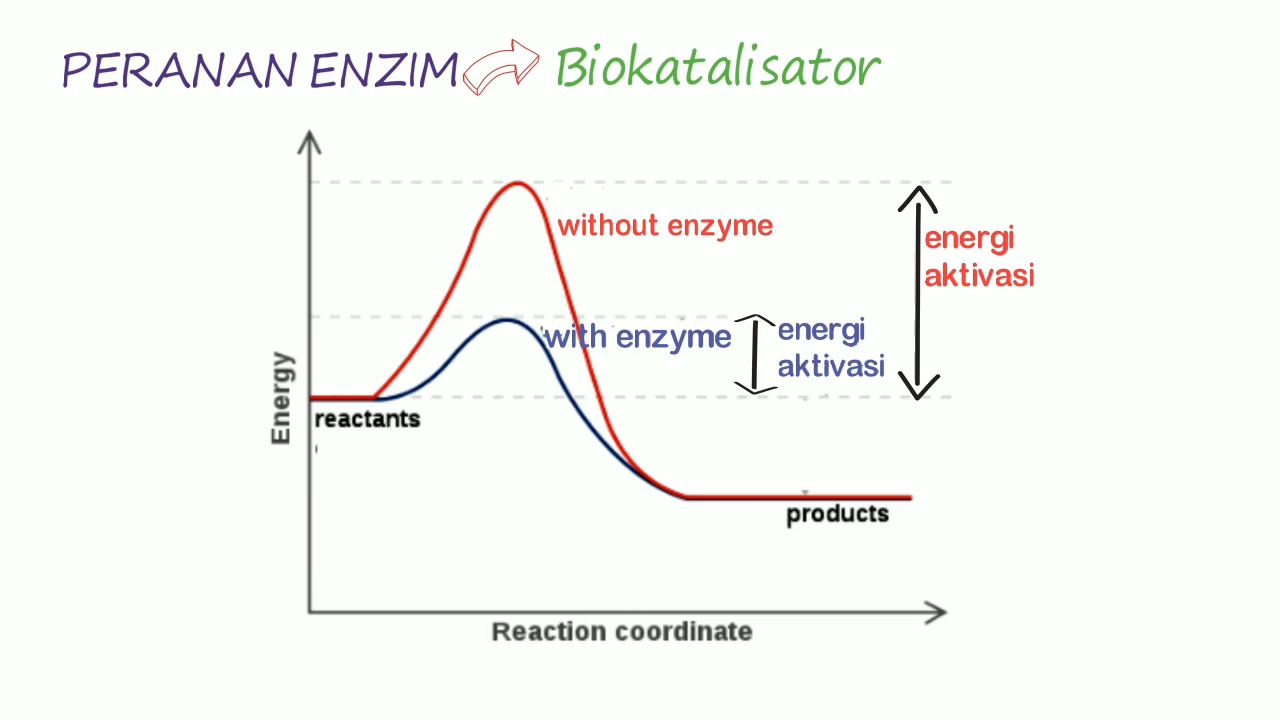 PERANAN ENZIM Biokatalisator
without enzyme
energi
aktivasi
with enzyme
energi
aktivasi
Energy
reactants
products
Reaction coordinate